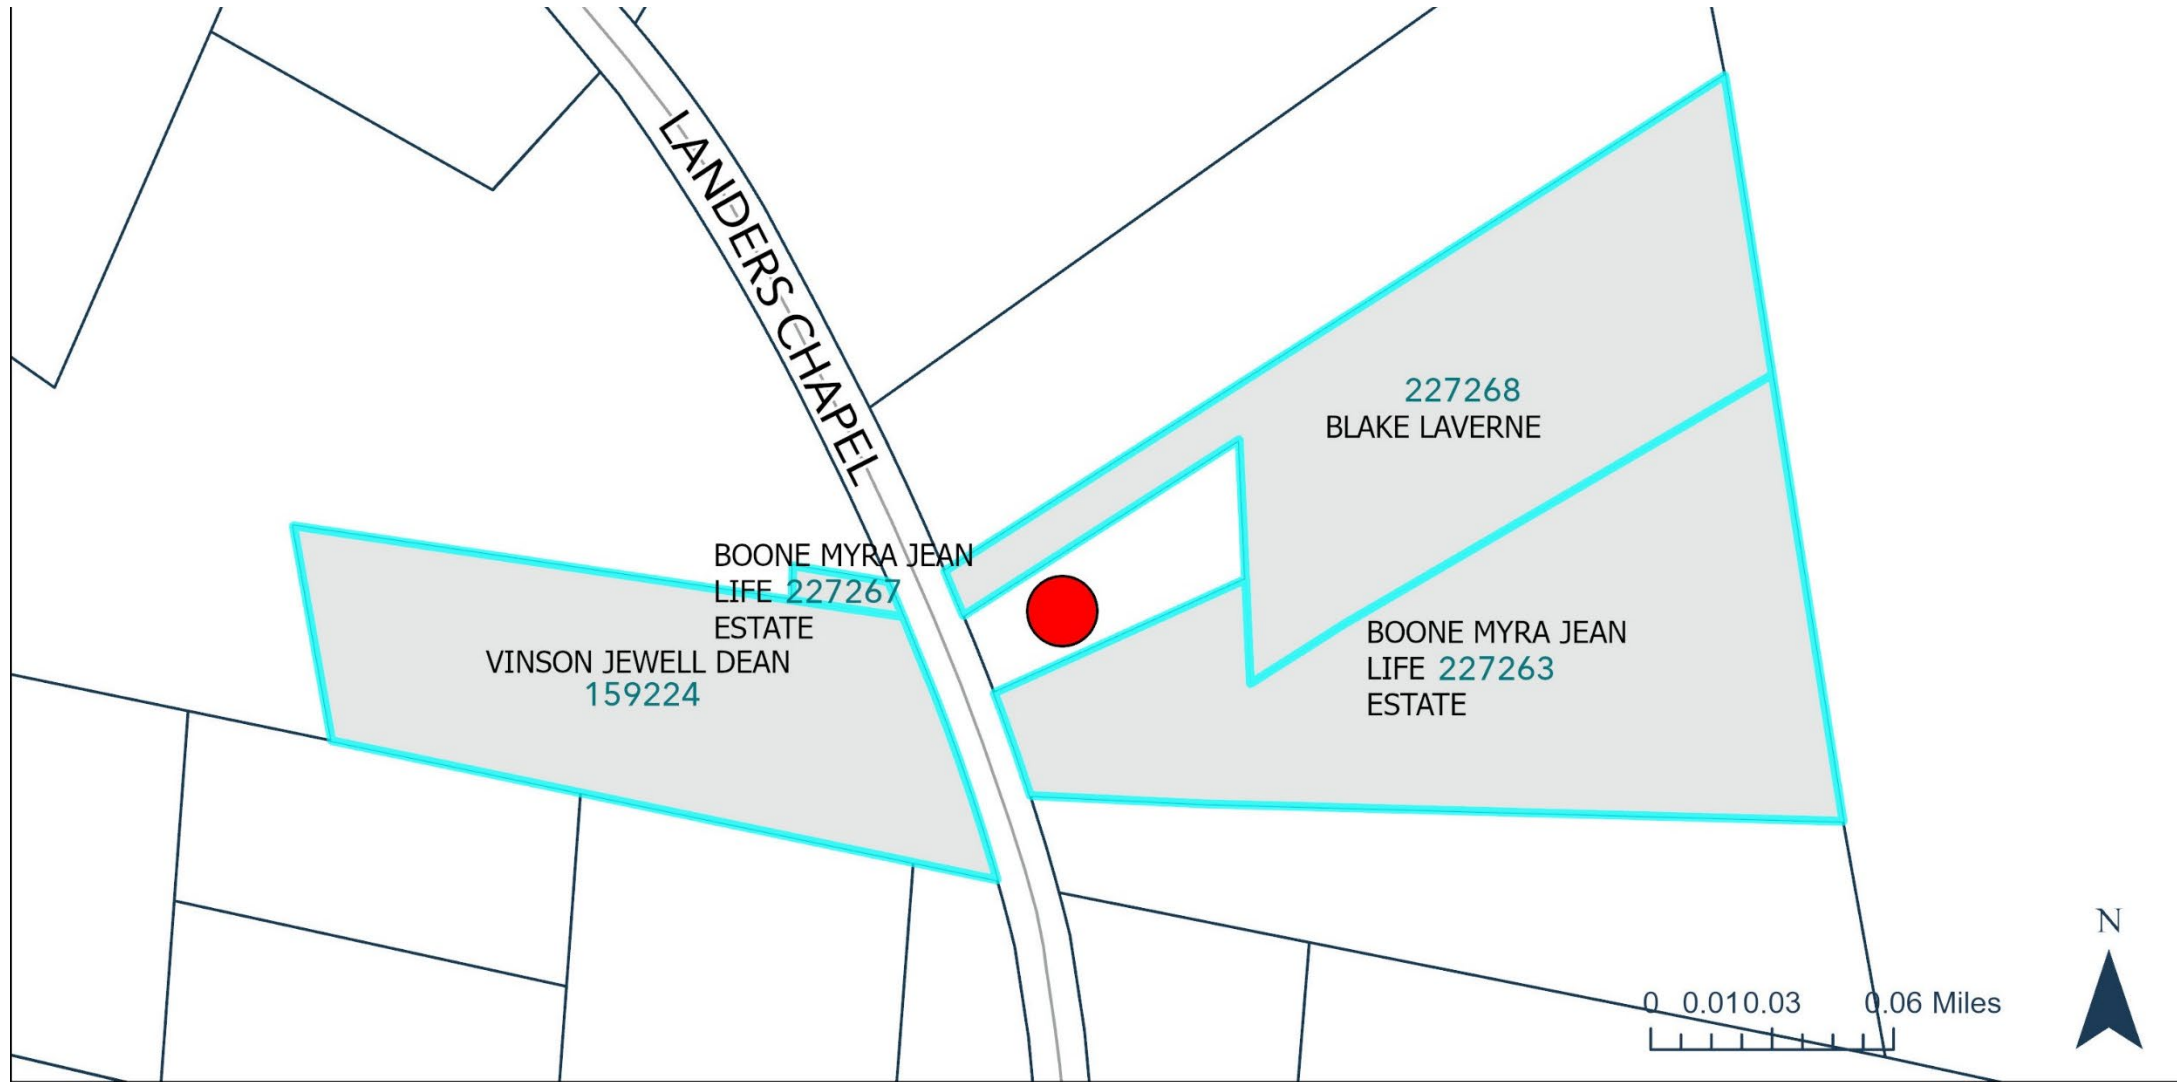 LANDERS CHAPEL
227268
BLAKE LAVERNE
BOONE MYRA JEAN
LIFE 227267
ESTATE
VINSON JEWELL DEAN
159224
BOONE MYRA JEAN
LIFE 227263
ESTATE
N
0 0.010.03 0.06 Miles